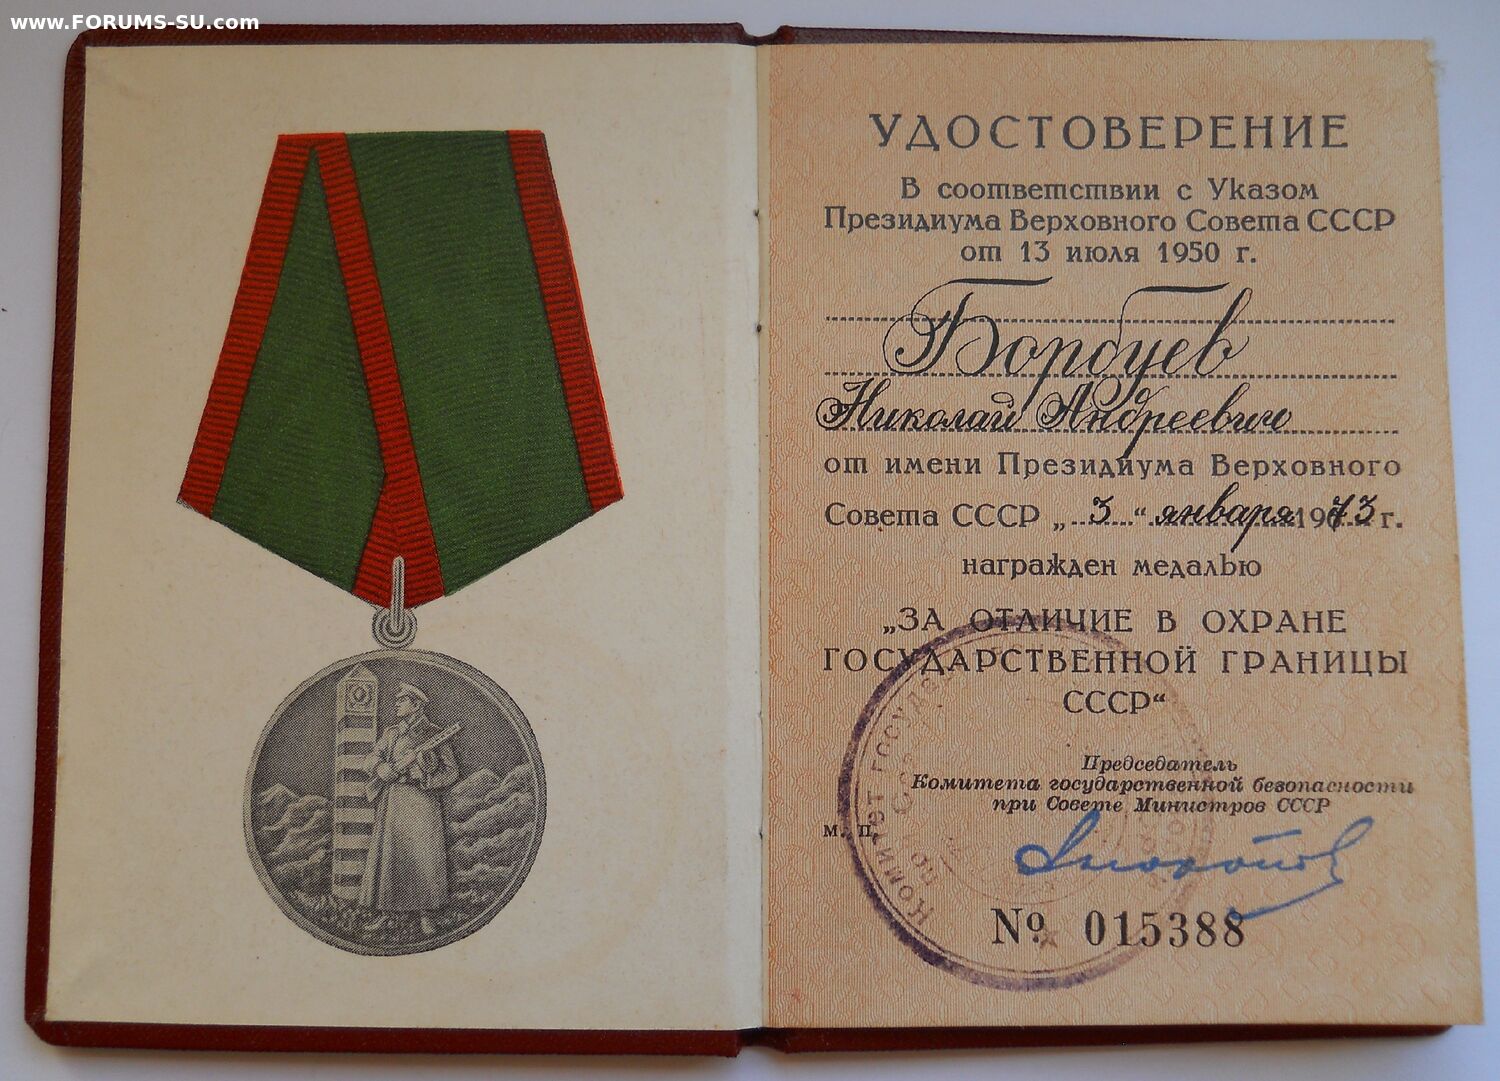 www.FORUMS-SU.com
УДОСТОВЕРЕНИЕ
В соответствии с Указом
Президиума Верховного Совета СССР
от 13 июля 1950 г.
Бордуев
Николай Андреевич
от имени Президиума Верховного
Совета СССР „ 3 “ января 1973 г.
награжден медалью
„ЗА ОТЛИЧИЕ В ОХРАНЕ
ГОСУДАРСТВЕННОЙ ГРАНИЦЫ
СССР“
Председатель
Комитета государственной безопасности
при Совете Министров СССР
м. п.
№ 015388
Комитет государ